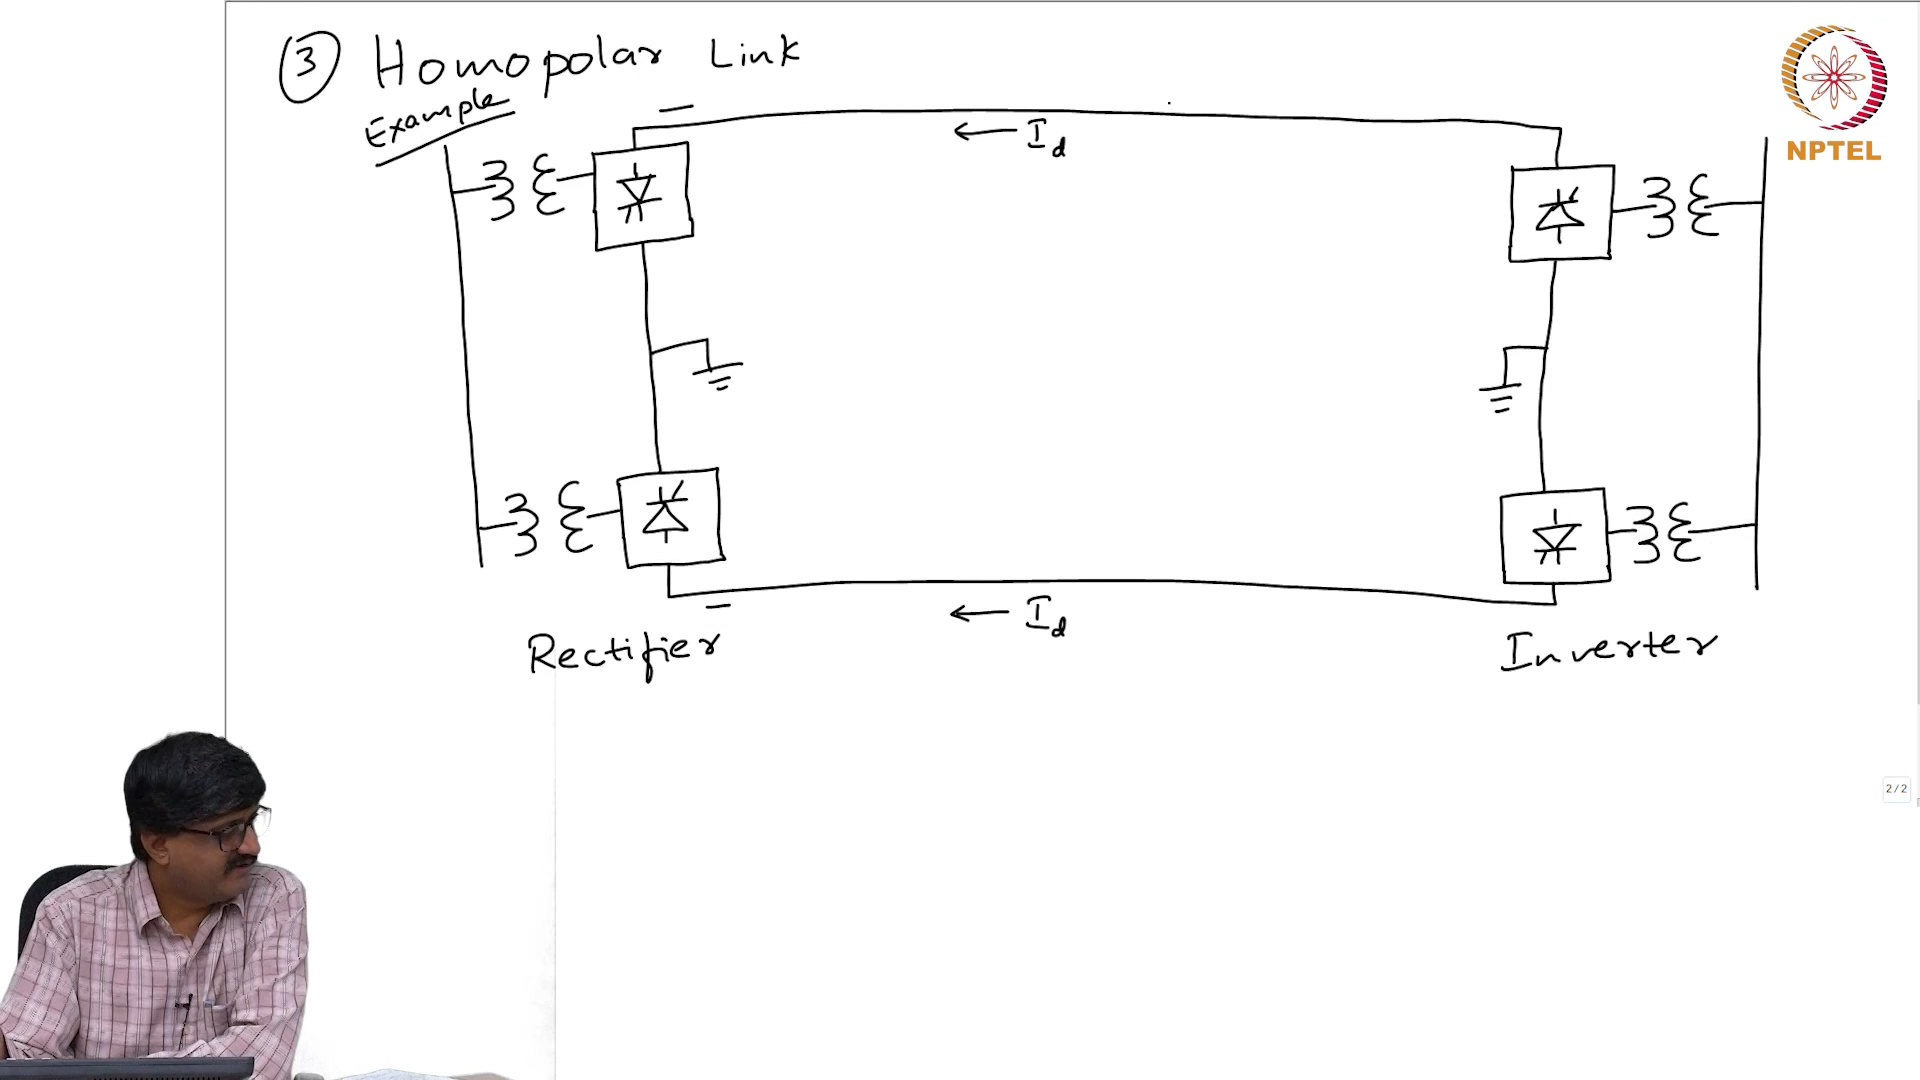 ③ Homopolar Link
Example
NPTEL
— ← I_d
— ← I_d
Rectifier
Inverter
2/2